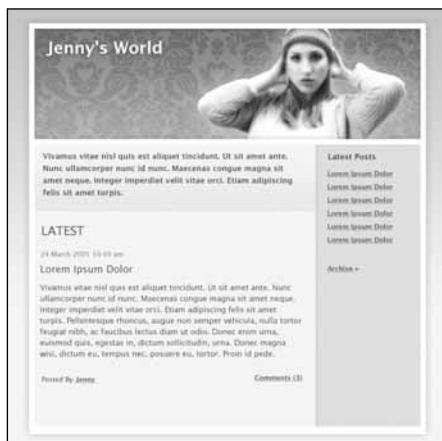 Jenny's World
Vivamus vitae nisl quis est aliquet tincidunt. Ut sit amet ante.
Nunc ullamcorper nunc id nunc. Maecenas congue magna sit
amet neque. Integer imperdiet velit vitae orci. Etiam adipiscing
felis sit amet turpis.
LATEST
24 March 2005 10:09 am
Lorem Ipsum Dolor
Vivamus vitae nisl quis est aliquet tincidunt. Ut sit amet ante. Nunc
ullamcorper nunc id nunc. Maecenas congue magna sit amet neque.
Integer imperdiet velit vitae orci. Etiam adipiscing felis sit amet
turpis. Pellentesque rhoncus, augue non semper vehicula, nulla tortor
feugiat nibh, ac faucibus lectus diam ut odio. Donec enim urna,
euismod quis, egestas in, dictum sollicitudin, urna. Donec magna
wisi, dictum eu, tempus nec, posuere eu, tortor. Proin id pede.
Posted By Jenny
Comments (3)
Latest Posts
Lorem Ipsum Dolor
Lorem Ipsum Dolor
Lorem Ipsum Dolor
Lorem Ipsum Dolor
Lorem Ipsum Dolor
Lorem Ipsum Dolor
Archive »